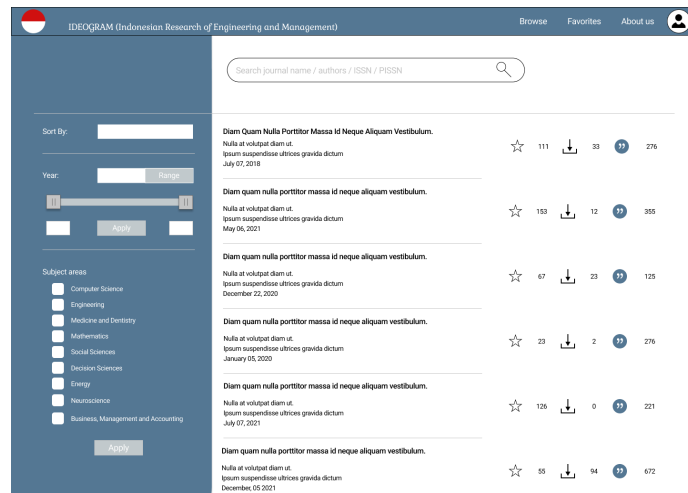 IDEOGRAM (Indonesian Research of Engineering and Management)
Browse Favorites About us
Search journal name / authors / ISSN / PISSN
Sort By:
Year:
Range
Apply
Subject areas
Computer Science
Engineering
Medicine and Dentistry
Mathematics
Social Sciences
Decision Sciences
Energy
Neuroscience
Business, Management and Accounting
Apply
Diam Quam Nulla Porttitor Massa Id Neque Aliquam Vestibulum.
Nulla at volutpat diam ut.
Ipsum suspendisse ultrices gravida dictum
July 07, 2018
111 33 276
Diam quam nulla porttitor massa id neque aliquam vestibulum.
Nulla at volutpat diam ut.
Ipsum suspendisse ultrices gravida dictum
May 06, 2021
153 12 355
Diam quam nulla porttitor massa id neque aliquam vestibulum.
Nulla at volutpat diam ut.
Ipsum suspendisse ultrices gravida dictum
December 22, 2020
67 23 125
Diam quam nulla porttitor massa id neque aliquam vestibulum.
Nulla at volutpat diam ut.
Ipsum suspendisse ultrices gravida dictum
January 05, 2020
23 2 276
Diam quam nulla porttitor massa id neque aliquam vestibulum.
Nulla at volutpat diam ut.
Ipsum suspendisse ultrices gravida dictum
July 07, 2021
126 0 221
Diam quam nulla porttitor massa id neque aliquam vestibulum.
Nulla at volutpat diam ut.
Ipsum suspendisse ultrices gravida dictum
December, 05 2021
55 94 672